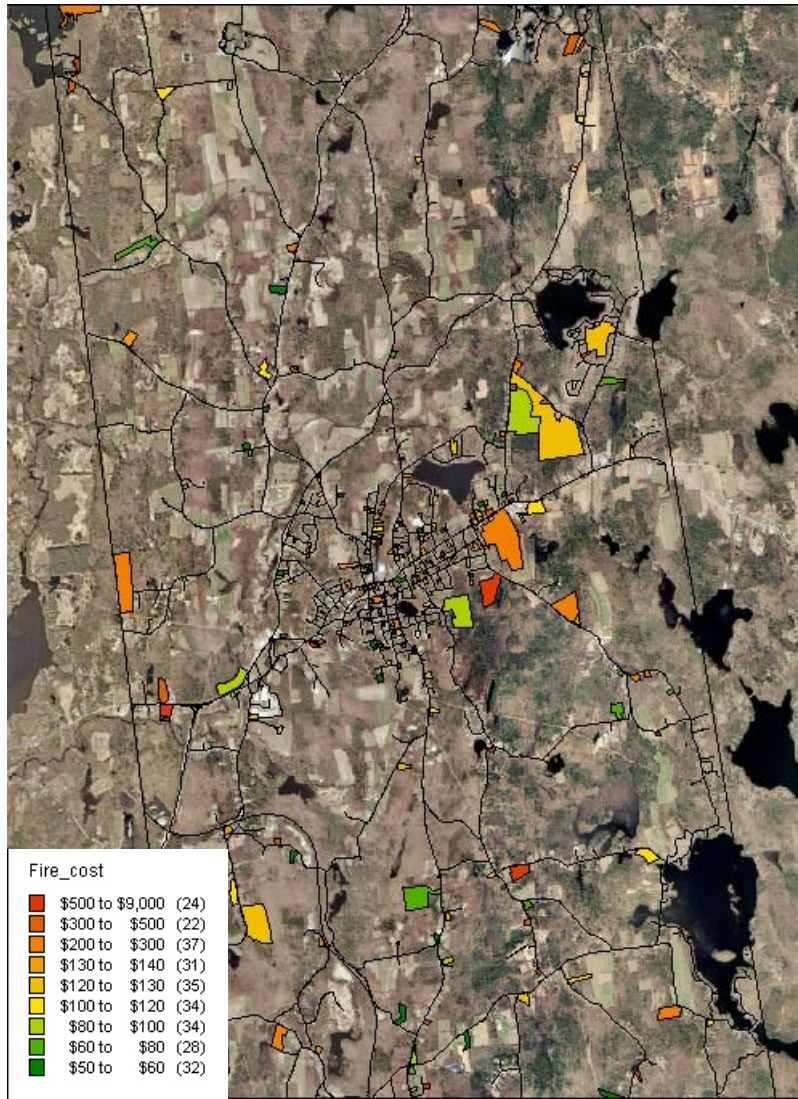 Fire_cost
$500 to $9,000 (24)
$300 to $500 (22)
$200 to $300 (37)
$130 to $140 (31)
$120 to $130 (35)
$100 to $120 (34)
$80 to $100 (34)
$60 to $80 (28)
$50 to $60 (32)